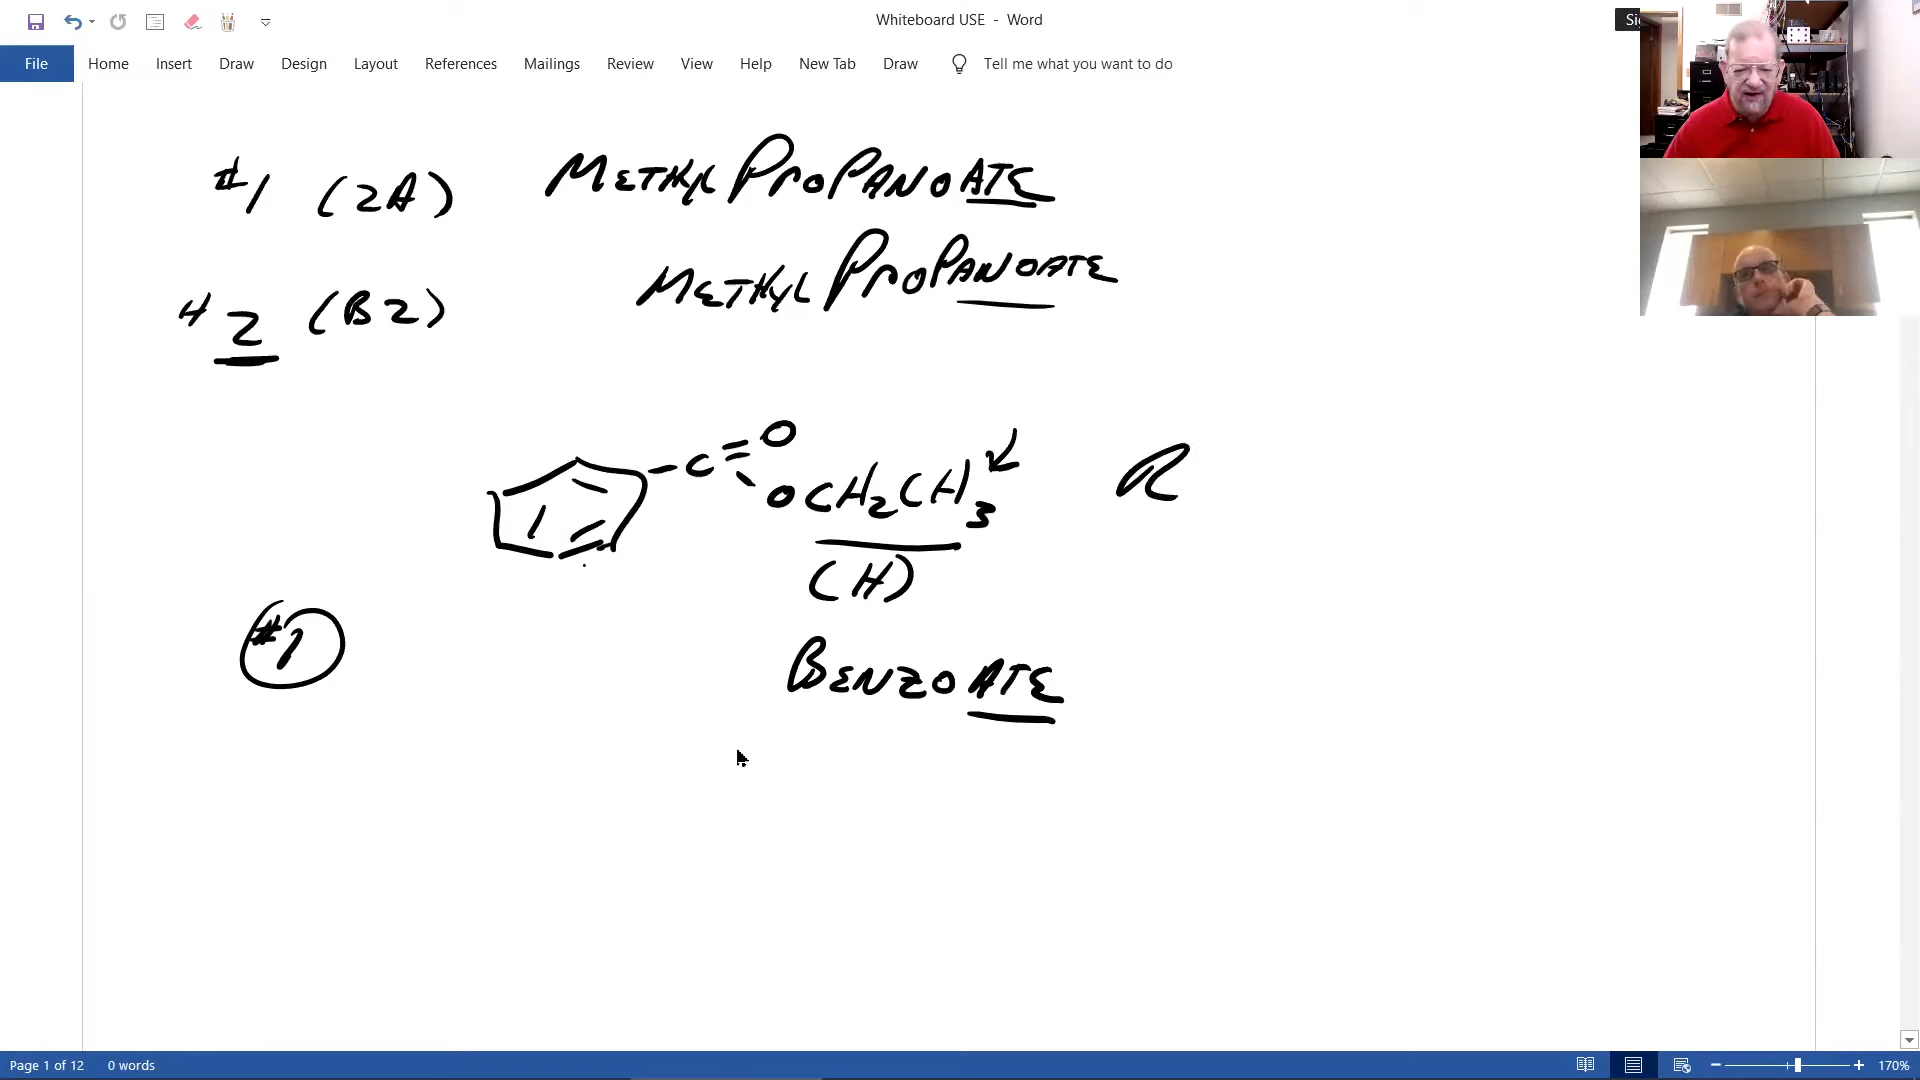 Whiteboard USE - Word
Si
File Home Insert Draw Design Layout References Mailings Review View Help New Tab Draw Tell me what you want to do
#1 (2A) METHYL PROPANOATE
#2 (B2) METHYL PROPANOATE
-C=O
OCH2CH3 R
(H)
#1
BENZOATE
Page 1 of 12 0 words 170%